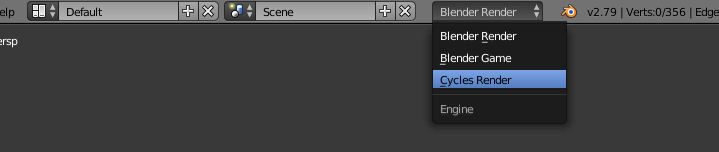 elp Default Scene Blender Render v2.79 | Verts:0/356 | Edge
ersp
Blender Render
Blender Game
Cycles Render
Engine